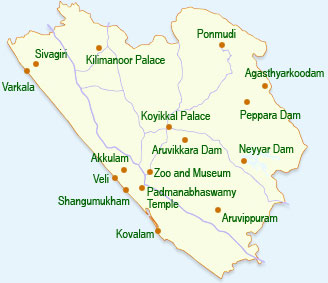 Ponmudi
Sivagiri
Kilimanoor Palace
Agasthyarkoodam
Varkala
Koyikkal Palace
Peppara Dam
Aruvikkara Dam
Neyyar Dam
Akkulam
Zoo and Museum
Veli
Padmanabhaswamy
Temple
Shangumukham
Aruvippuram
Kovalam